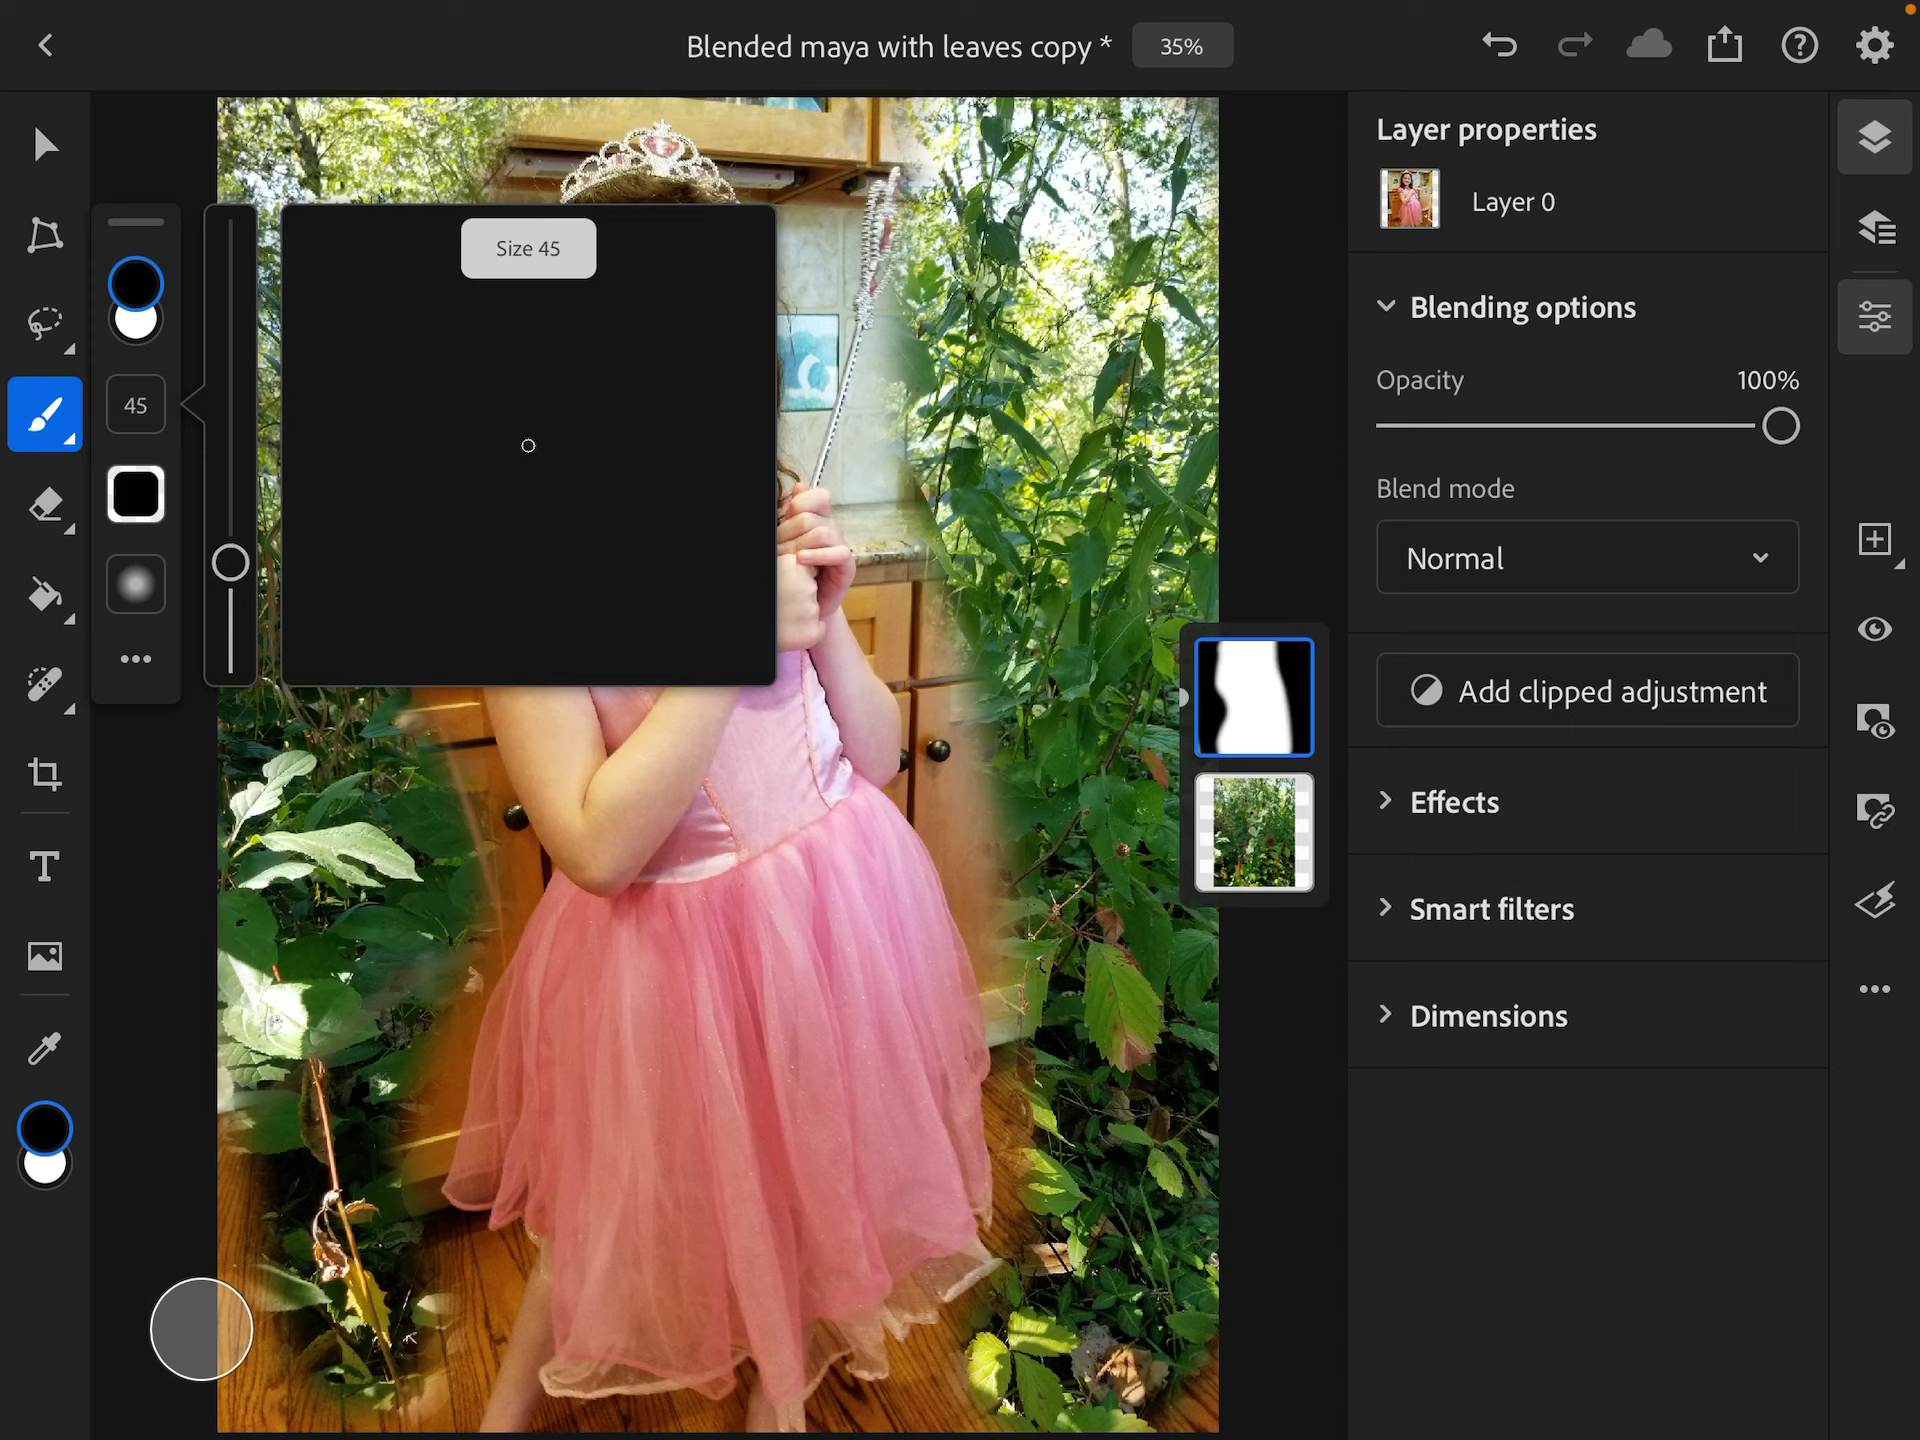 Blended maya with leaves copy *
35%
Layer properties
Layer 0
Size 45
45
Blending options
Opacity
100%
Blend mode
Normal
Add clipped adjustment
Effects
Smart filters
Dimensions